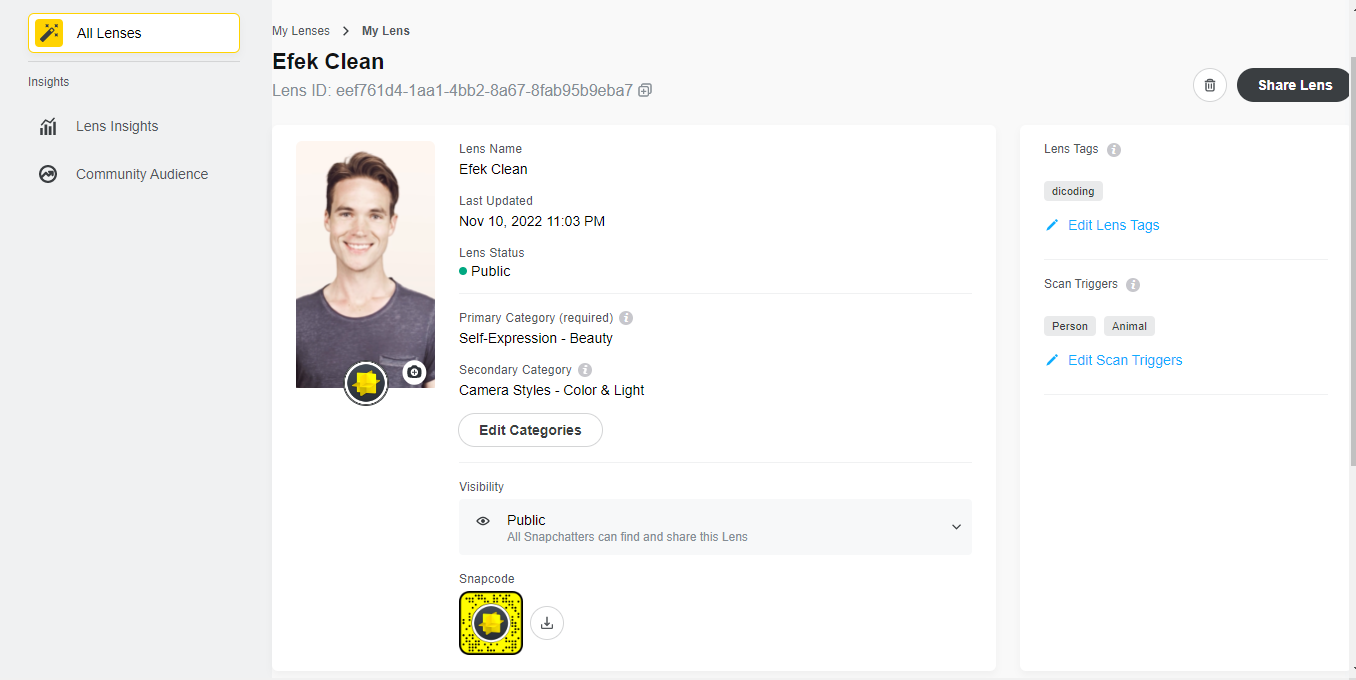 All Lenses
Insights
Lens Insights
Community Audience
My Lenses > My Lens
Efek Clean
Lens ID: eef761d4-1aa1-4bb2-8a67-8fab95b9eba7
Share Lens
Lens Name
Efek Clean
Last Updated
Nov 10, 2022 11:03 PM
Lens Status
Public
Primary Category (required)
Self-Expression - Beauty
Secondary Category
Camera Styles - Color & Light
Edit Categories
Visibility
Public
All Snapchatters can find and share this Lens
Snapcode
Lens Tags
dicoding
Edit Lens Tags
Scan Triggers
Person Animal
Edit Scan Triggers